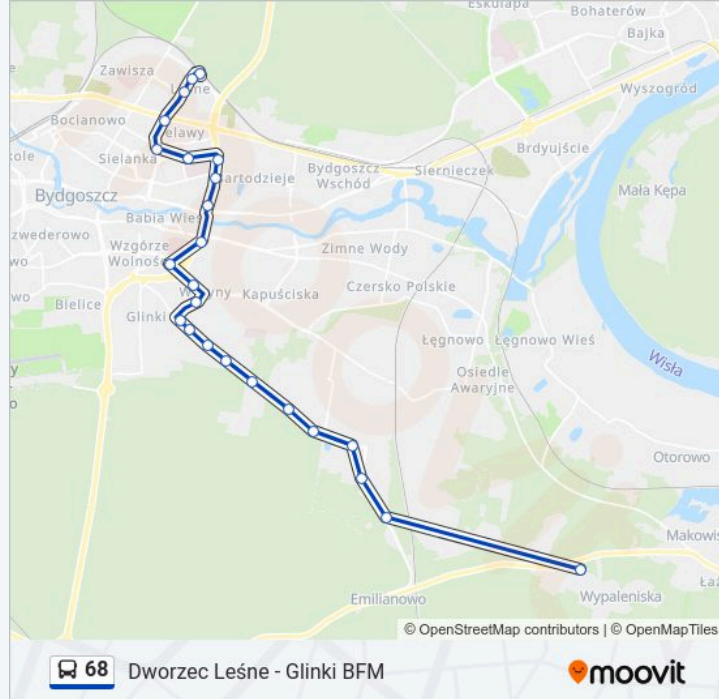 Eskulapa
Bohaterów
Bajka
Zawisza
Leśne
Wyszogród
Bocianowo
Bielawy
Brdyujście
Sielanka
Bartodzieje
Bydgoszcz
Wschód
Siernieczek
Mała Kępa
Bydgoszcz
Babia Wieś
zwederowo
Wzgórze
Wolności
Zimne Wody
Bielice
Wyżyny
Kapuściska
Czersko Polskie
Glinki
Łęgnowo
Łęgnowo Wieś
Wisła
Osiedle
Awaryjne
Otorowo
Makowis
Emilianowo
Wypaleniska
© OpenStreetMap contributors | © OpenMapTiles
68 Dworzec Leśne - Glinki BFM
moovit